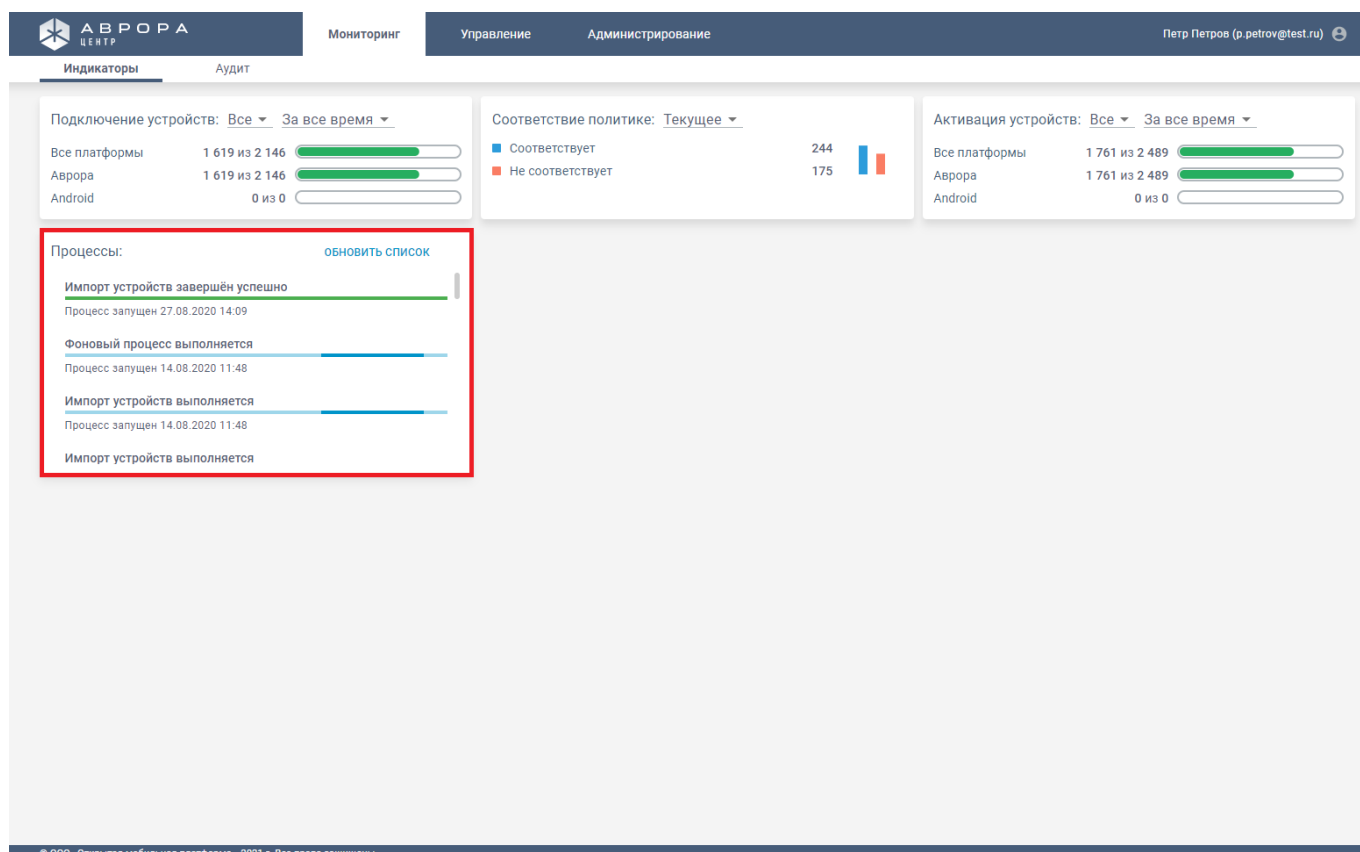 АВРОРА
ЦЕНТР
Мониторинг
Управление
Администрирование
Петр Петров (p.petrov@test.ru)
Индикаторы
Аудит
Подключение устройств: Все За все время
Все платформы 1 619 из 2 146
Аврора 1 619 из 2 146
Android 0 из 0
Соответствие политике: Текущее
Соответствует 244
Не соответствует 175
Активация устройств: Все За все время
Все платформы 1 761 из 2 489
Аврора 1 761 из 2 489
Android 0 из 0
Процессы: ОБНОВИТЬ СПИСОК
Импорт устройств завершён успешно
Процесс запущен 27.08.2020 14:09
Фоновый процесс выполняется
Процесс запущен 14.08.2020 11:48
Импорт устройств выполняется
Процесс запущен 14.08.2020 11:48
Импорт устройств выполняется